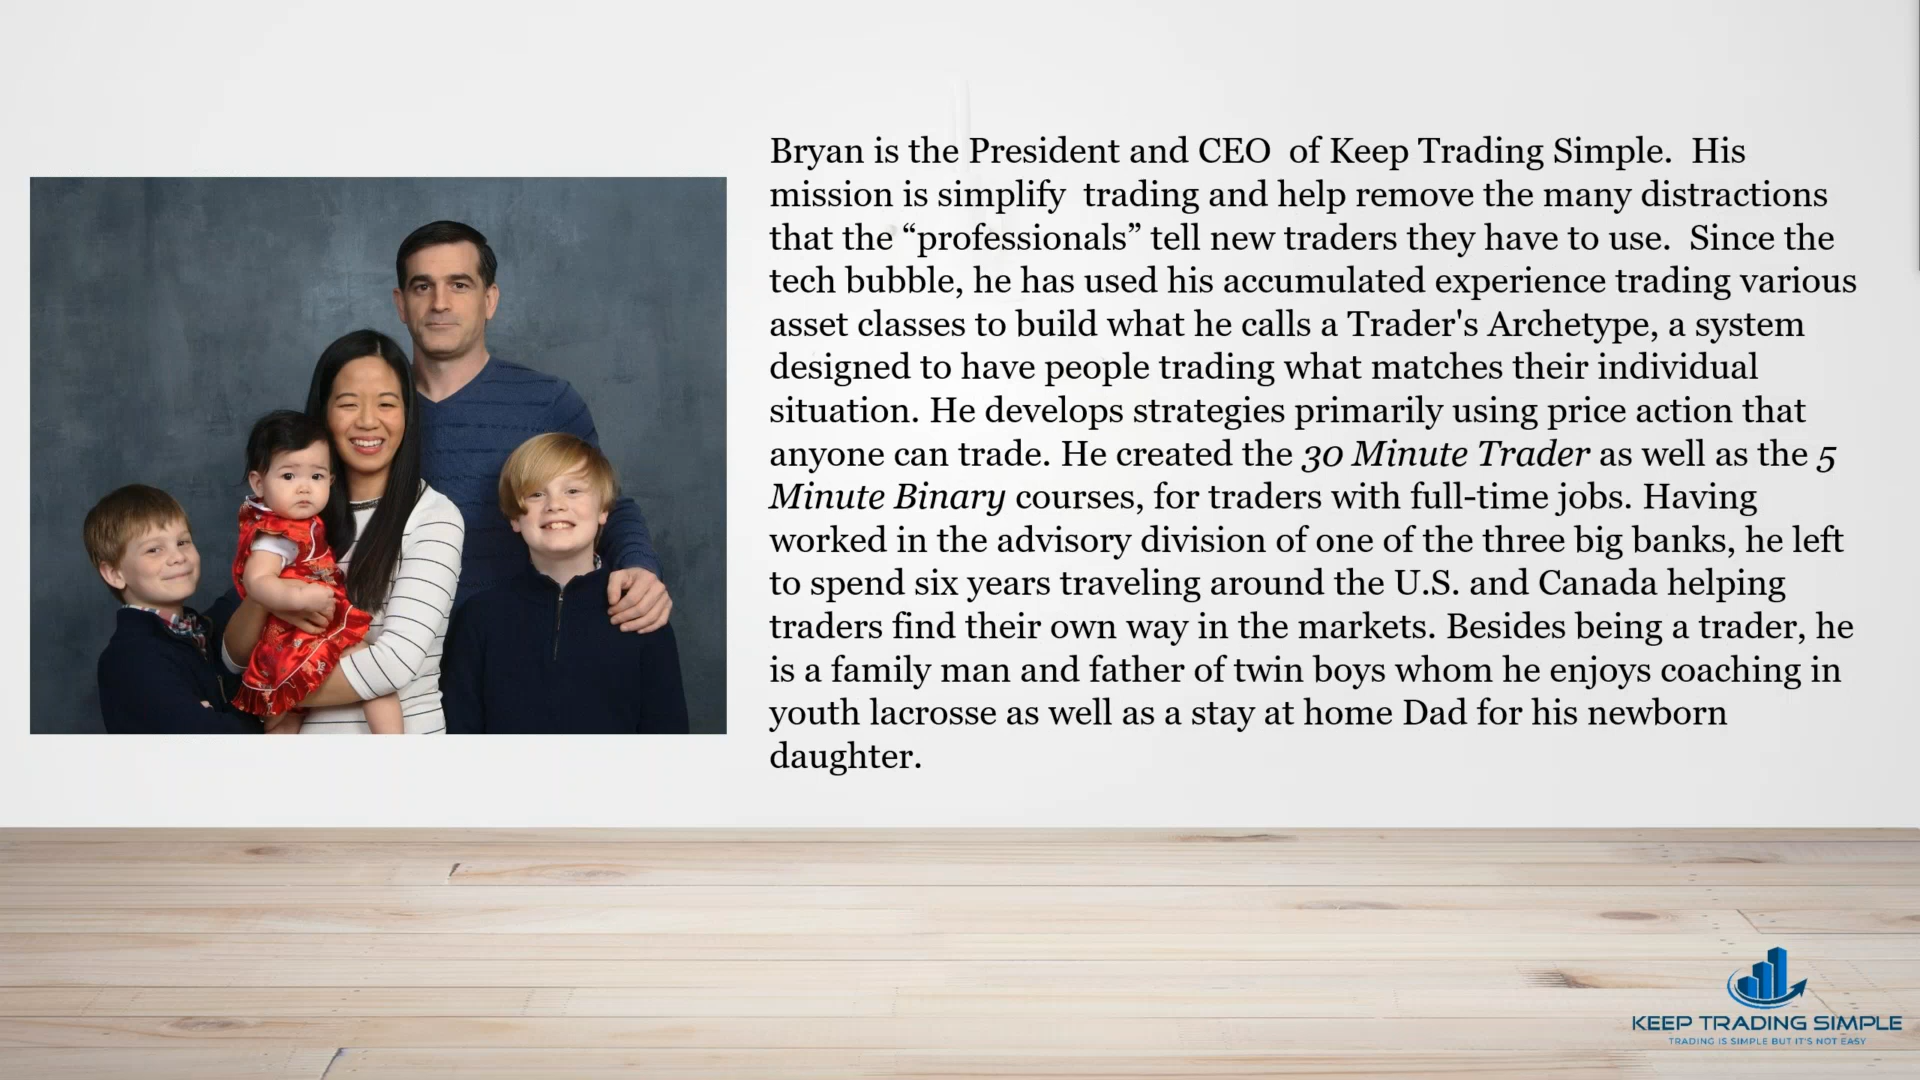 Bryan is the President and CEO  of Keep Trading Simple.  His
mission is simplify  trading and help remove the many distractions
that the “professionals” tell new traders they have to use.  Since the
tech bubble, he has used his accumulated experience trading various
asset classes to build what he calls a Trader's Archetype, a system
designed to have people trading what matches their individual
situation. He develops strategies primarily using price action that
anyone can trade. He created the 30 Minute Trader as well as the 5
Minute Binary courses, for traders with full-time jobs. Having
worked in the advisory division of one of the three big banks, he left
to spend six years traveling around the U.S. and Canada helping
traders find their own way in the markets. Besides being a trader, he
is a family man and father of twin boys whom he enjoys coaching in
youth lacrosse as well as a stay at home Dad for his newborn
daughter.
KEEP TRADING SIMPLE
TRADING IS SIMPLE BUT IT'S NOT EASY